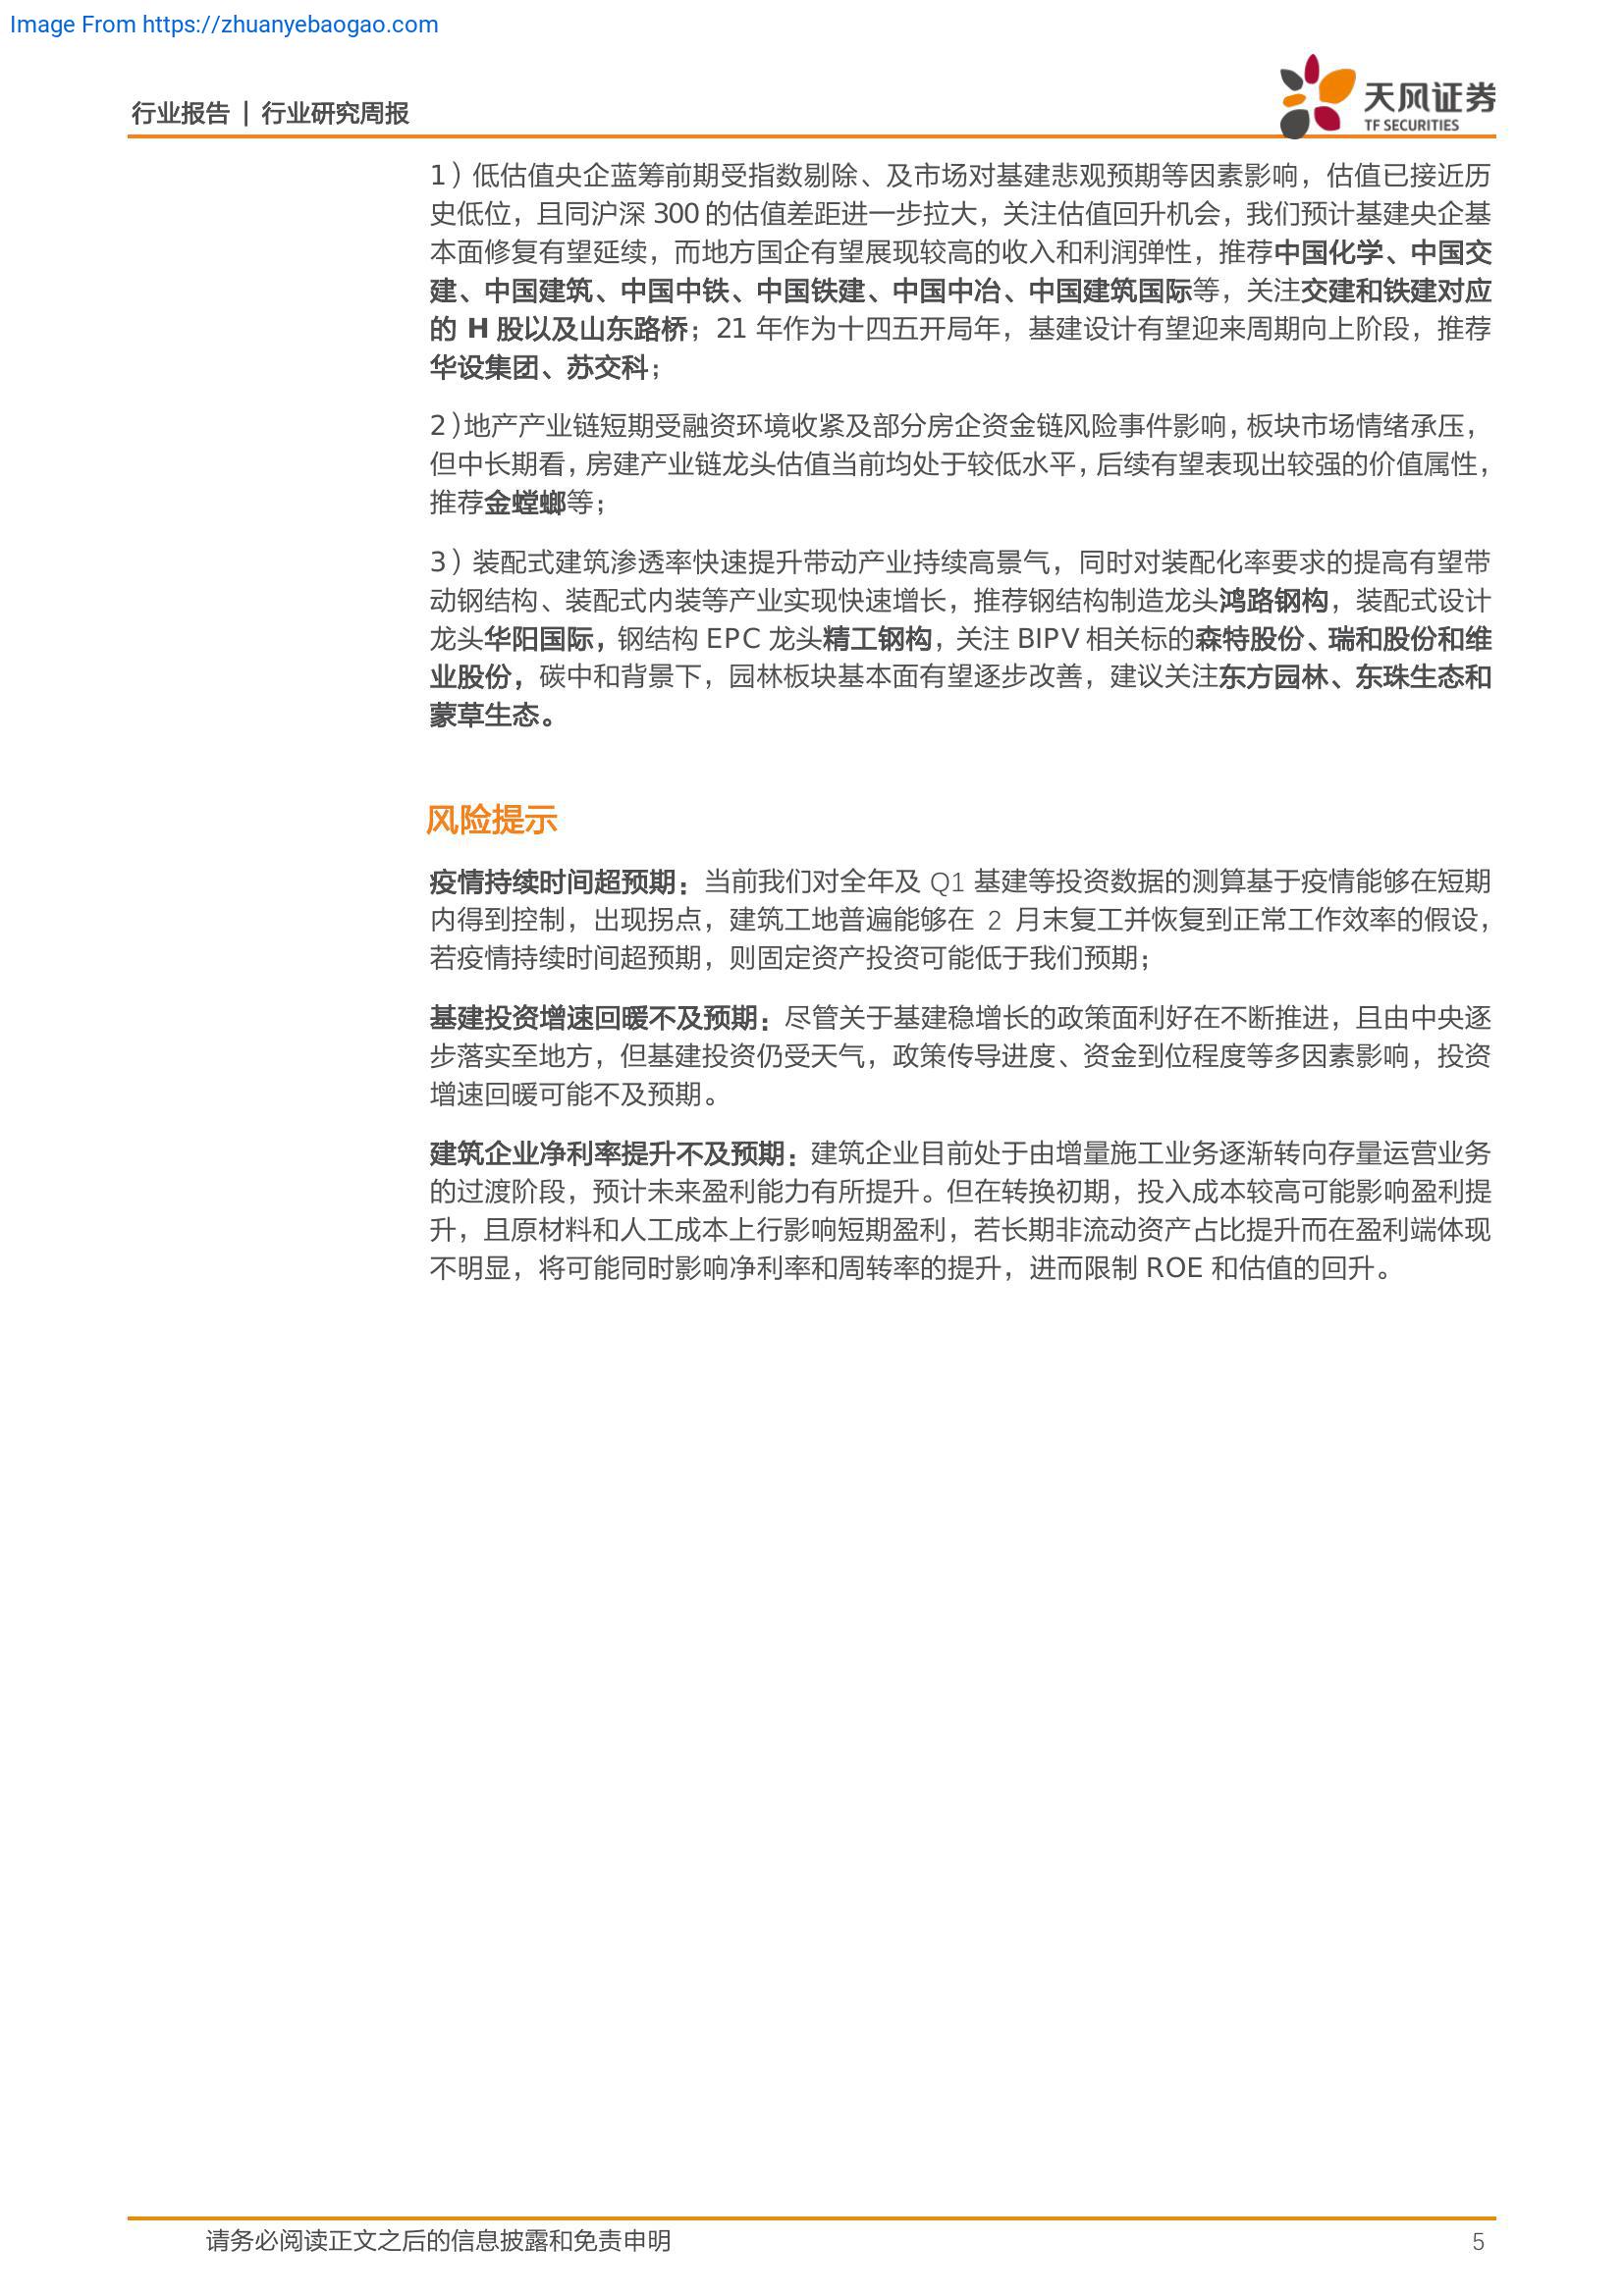 Image From https://zhuanyebaogao.com
行业报告 | 行业研究周报
天风证券
TF SECURITIES
1）低估值央企蓝筹前期受指数剔除、及市场对基建悲观预期等因素影响，估值已接近历
史低位，且同沪深 300 的估值差距进一步拉大，关注估值回升机会，我们预计基建央企基
本面修复有望延续，而地方国企有望展现较高的收入和利润弹性，推荐中国化学、中国交
建、中国建筑、中国中铁、中国铁建、中国中冶、中国建筑国际等，关注交建和铁建对应
的 H 股以及山东路桥；21 年作为十四五开局年，基建设计有望迎来周期向上阶段，推荐
华设集团、苏交科；
2）地产产业链短期受融资环境收紧及部分房企资金链风险事件影响，板块市场情绪承压，
但中长期看，房建产业链龙头估值当前均处于较低水平，后续有望表现出较强的价值属性，
推荐金螳螂等；
3）装配式建筑渗透率快速提升带动产业持续高景气，同时对装配化率要求的提高有望带
动钢结构、装配式内装等产业实现快速增长，推荐钢结构制造龙头鸿路钢构，装配式设计
龙头华阳国际，钢结构 EPC 龙头精工钢构，关注 BIPV 相关标的森特股份、瑞和股份和维
业股份，碳中和背景下，园林板块基本面有望逐步改善，建议关注东方园林、东珠生态和
蒙草生态。
风险提示
疫情持续时间超预期：当前我们对全年及 Q1 基建等投资数据的测算基于疫情能够在短期
内得到控制，出现拐点，建筑工地普遍能够在 2 月末复工并恢复到正常工作效率的假设，
若疫情持续时间超预期，则固定资产投资可能低于我们预期；
基建投资增速回暖不及预期：尽管关于基建稳增长的政策面利好在不断推进，且由中央逐
步落实至地方，但基建投资仍受天气，政策传导进度、资金到位程度等多因素影响，投资
增速回暖可能不及预期。
建筑企业净利率提升不及预期：建筑企业目前处于由增量施工业务逐渐转向存量运营业务
的过渡阶段，预计未来盈利能力有所提升。但在转换初期，投入成本较高可能影响盈利提
升，且原材料和人工成本上行影响短期盈利，若长期非流动资产占比提升而在盈利端体现
不明显，将可能同时影响净利率和周转率的提升，进而限制 ROE 和估值的回升。
请务必阅读正文之后的信息披露和免责申明
5